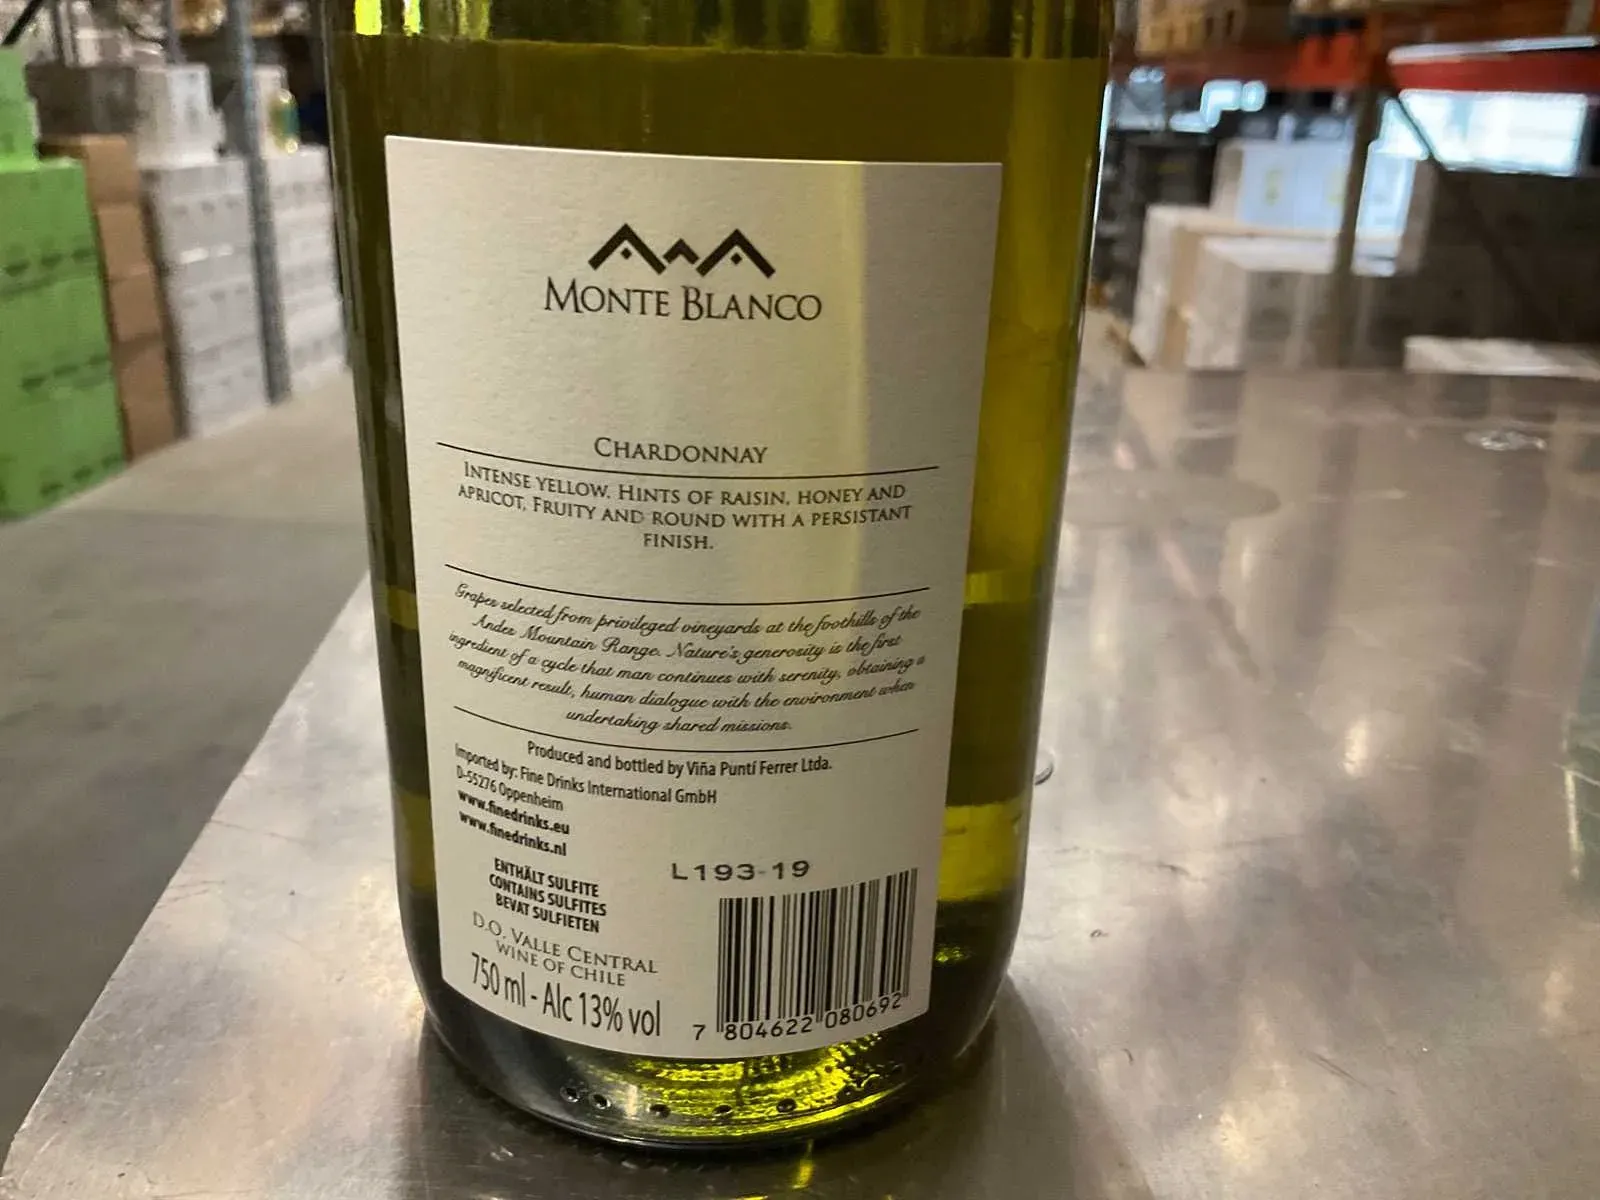 MONTE BLANCO
CHARDONNAY
INTENSE YELLOW. HINTS OF RAISIN, HONEY AND
APRICOT, FRUITY AND ROUND WITH A PERSISTANT
FINISH.
Grapes selected from privileged vineyards at the foothills of the
Andes Mountain Range. Nature's generosity is the first
ingredient of a cycle that man continues with serenity, obtaining a
magnificent result, human dialogue with the environment when
undertaking shared missions.
Produced and bottled by Viña Puntí Ferrer Ltda.
Imported by: Fine Drinks International GmbH
D-55276 Oppenheim
www.finedrinks.eu
www.finedrinks.nl
L193-19
ENTHÄLT SULFITE
CONTAINS SULFITES
BEVAT SULFIETEN
D.O. VALLE CENTRAL
WINE OF CHILE
750 ml - Alc 13% vol
7 804622 080692